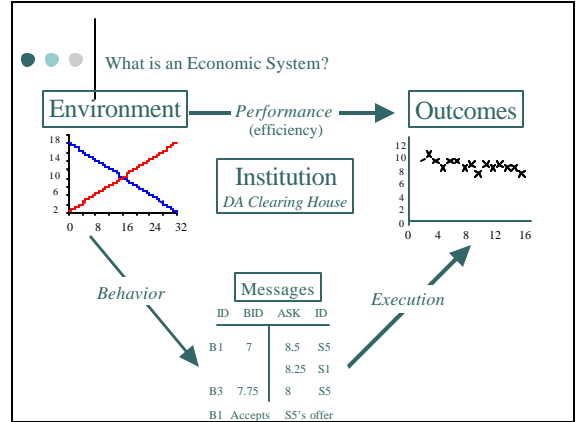 What is an Economic System?
Environment
Performance
(efficiency)
Outcomes
18
14
10
6
2
0 8 16 24 32
Institution
DA Clearing House
12
10
8
6
4
2
0
0 4 8 12 16
Behavior
Execution
Messages
ID BID ASK ID
B1 7 8.5 S5
8.25 S1
B3 7.75 8 S5
B1 Accepts S5's offer